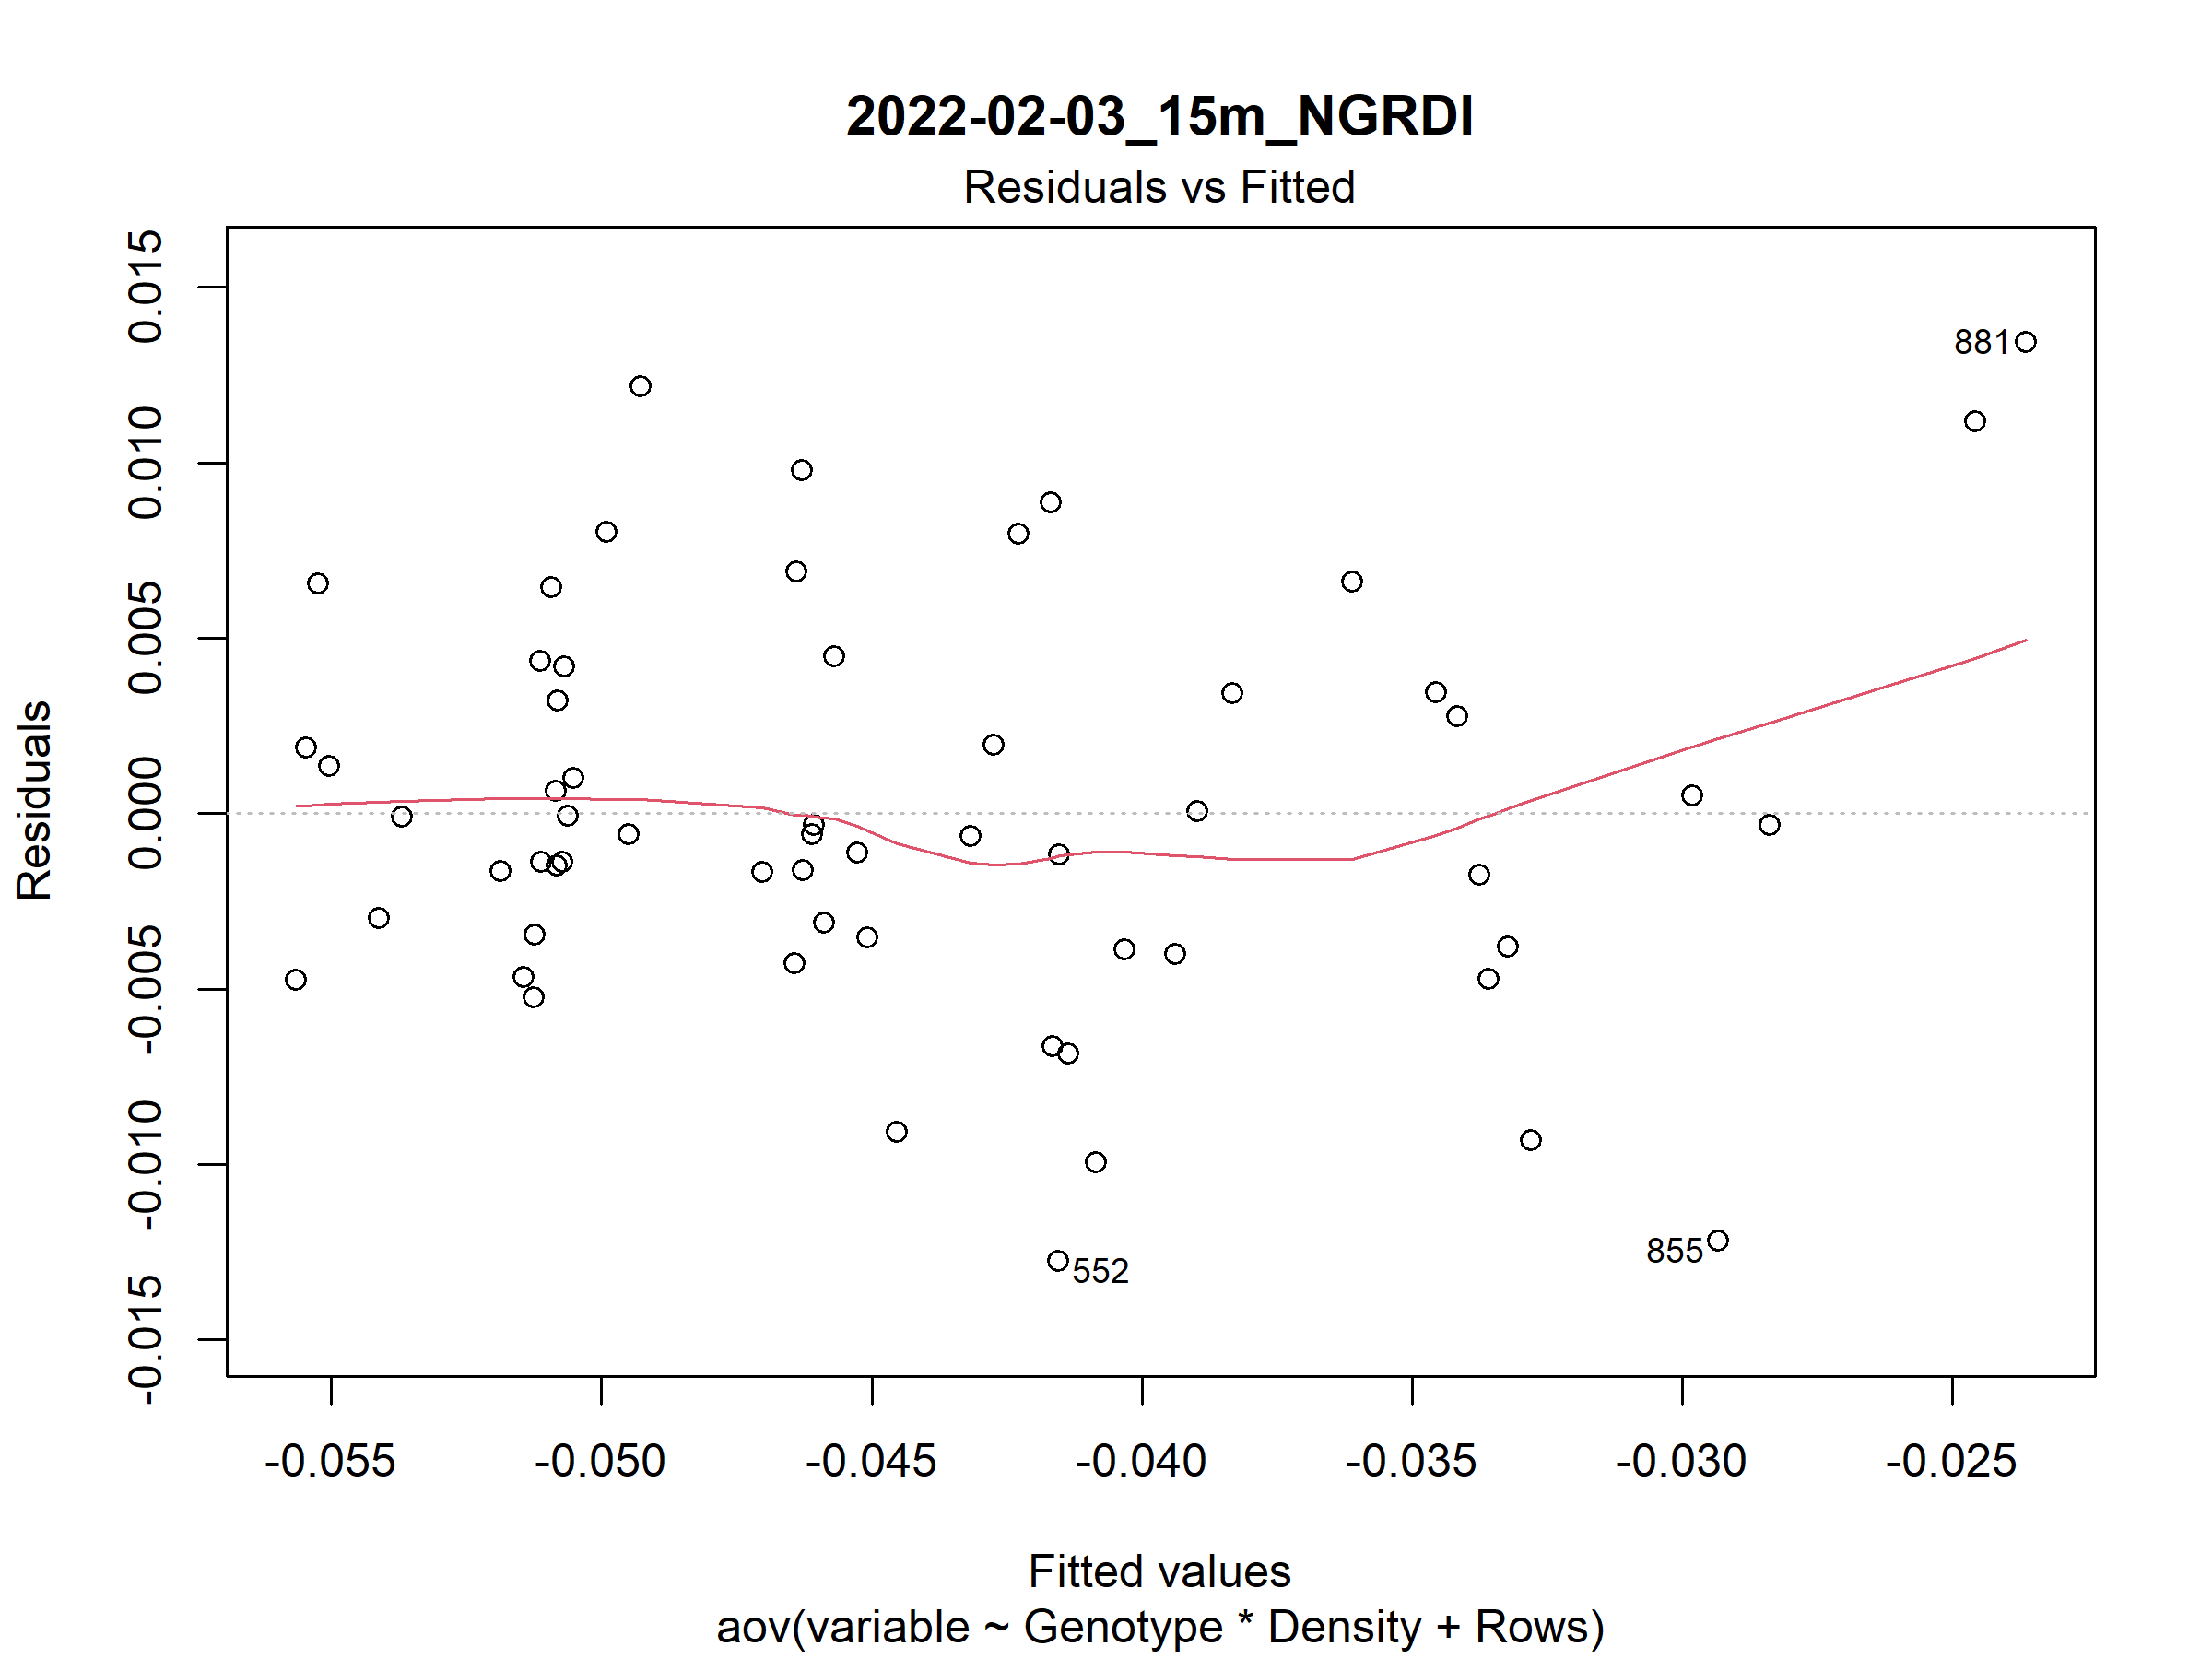 2022-02-03_15m_NGRDI
Residuals vs Fitted
Residuals
0.015
0.010
0.005
0.000
-0.005
-0.010
-0.015
881
552
855
-0.055 -0.050 -0.045 -0.040 -0.035 -0.030 -0.025
Fitted values
aov(variable ~ Genotype * Density + Rows)